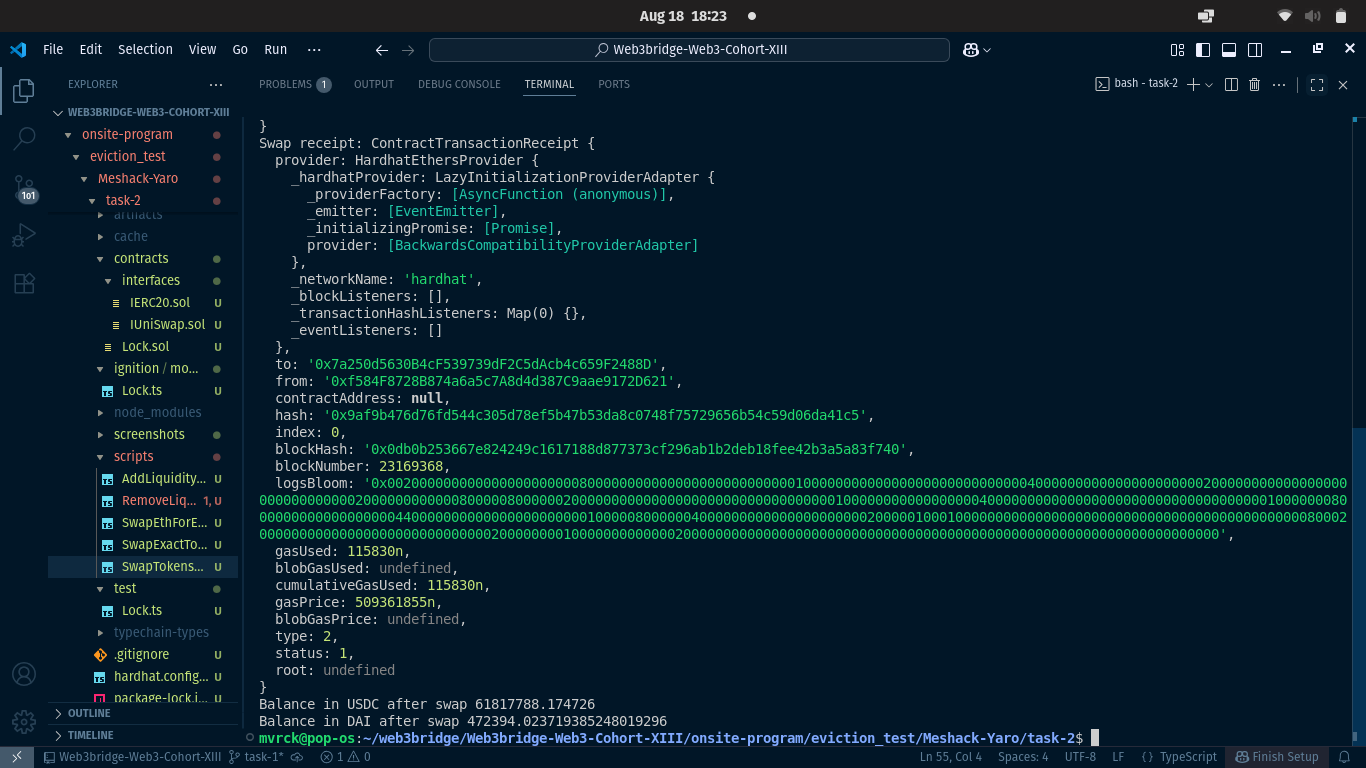 Aug 18 18:23
File Edit Selection View Go Run ···
Web3bridge-Web3-Cohort-XIII
EXPLORER ···
WEB3BRIDGE-WEB3-COHORT-XIII
onsite-program
eviction_test
Meshack-Yaro
task-2
artifacts
cache
contracts
interfaces
IERC20.sol U
IUniSwap.sol U
Lock.sol U
ignition / mo...
Lock.ts U
node_modules
screenshots
scripts
AddLiquidity... U
RemoveLiq... 1, U
SwapEthForE... U
SwapExactTo... U
SwapTokens... U
test
Lock.ts U
typechain-types
.gitignore U
hardhat.config... U
package-lock.j... U
OUTLINE
TIMELINE
101
PROBLEMS 1 OUTPUT DEBUG CONSOLE TERMINAL PORTS
bash - task-2
}
Swap receipt: ContractTransactionReceipt {
provider: HardhatEthersProvider {
_hardhatProvider: LazyInitializationProviderAdapter {
_providerFactory: [AsyncFunction (anonymous)],
_emitter: [EventEmitter],
_initializingPromise: [Promise],
provider: [BackwardsCompatibilityProviderAdapter]
},
_networkName: 'hardhat',
_blockListeners: [],
_transactionHashListeners: Map(0) {},
_eventListeners: []
},
to: '0x7a250d5630B4cF539739dF2C5dAcb4c659F2488D',
from: '0xf584F8728B874a6a5c7A8d4d387C9aae9172D621',
contractAddress: null,
hash: '0x9af9b476d76fd544c305d78ef5b47b53da8c0748f75729656b54c59d06da41c5',
index: 0,
blockHash: '0x0db0b253667e824249c1617188d877373cf296ab1b2deb18fee42b3a5a83f740',
blockNumber: 23169368,
logsBloom:
gasUsed: 115830n,
blobGasUsed: undefined,
cumulativeGasUsed: 115830n,
gasPrice: 509361855n,
blobGasPrice: undefined,
type: 2,
status: 1,
root: undefined
}
Balance in USDC after swap 61817788.174726
Balance in DAI after swap 472394.023719385248019296
mvrck@pop-os:~/web3bridge/Web3bridge-Web3-Cohort-XIII/onsite-program/eviction_test/Meshack-Yaro/task-2$
Web3bridge-Web3-Cohort-XIII task-1* 1 0 Ln 55, Col 4 Spaces: 4 UTF-8 LF {} TypeScript Finish Setup